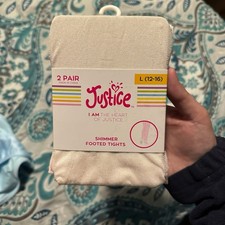 2 PAIR
L (12-16)
Justice
I AM THE HEART
OF JUSTICE
SHIMMER
FOOTED TIGHTS